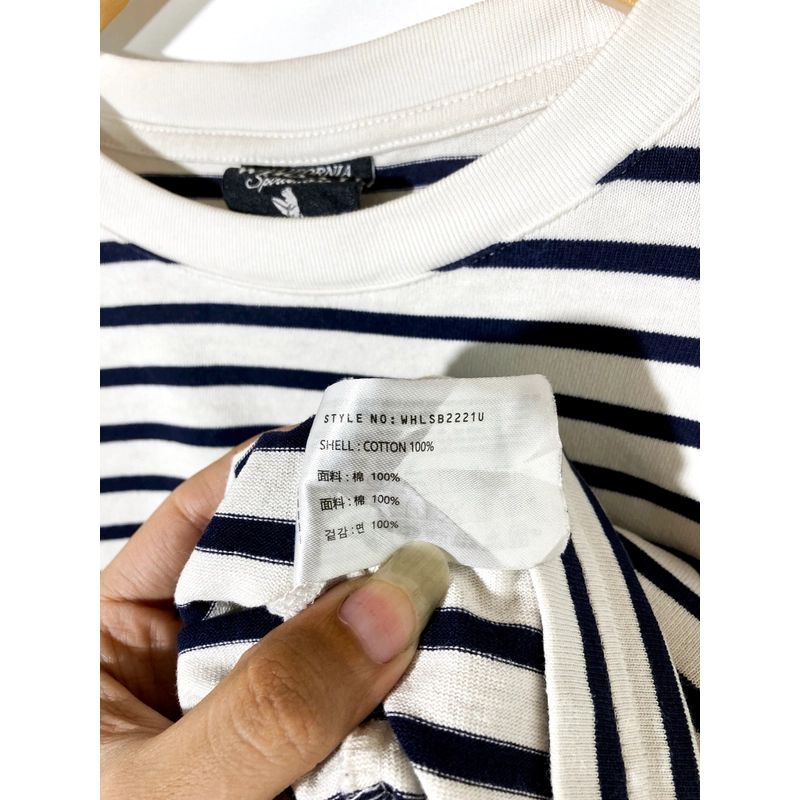 STYLE NO: WHLSB2221U
SHELL : COTTON 100%
面料 : 棉 100%
面料 : 棉 100%
겉감 : 면 100%